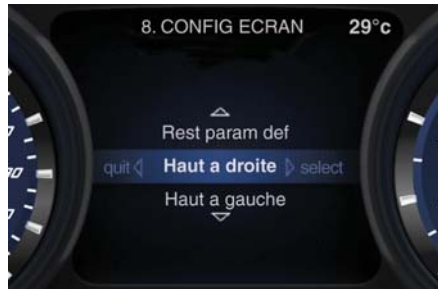 8. CONFIG ECRAN 29°c
Rest param def
quit Haut a droite select
Haut a gauche